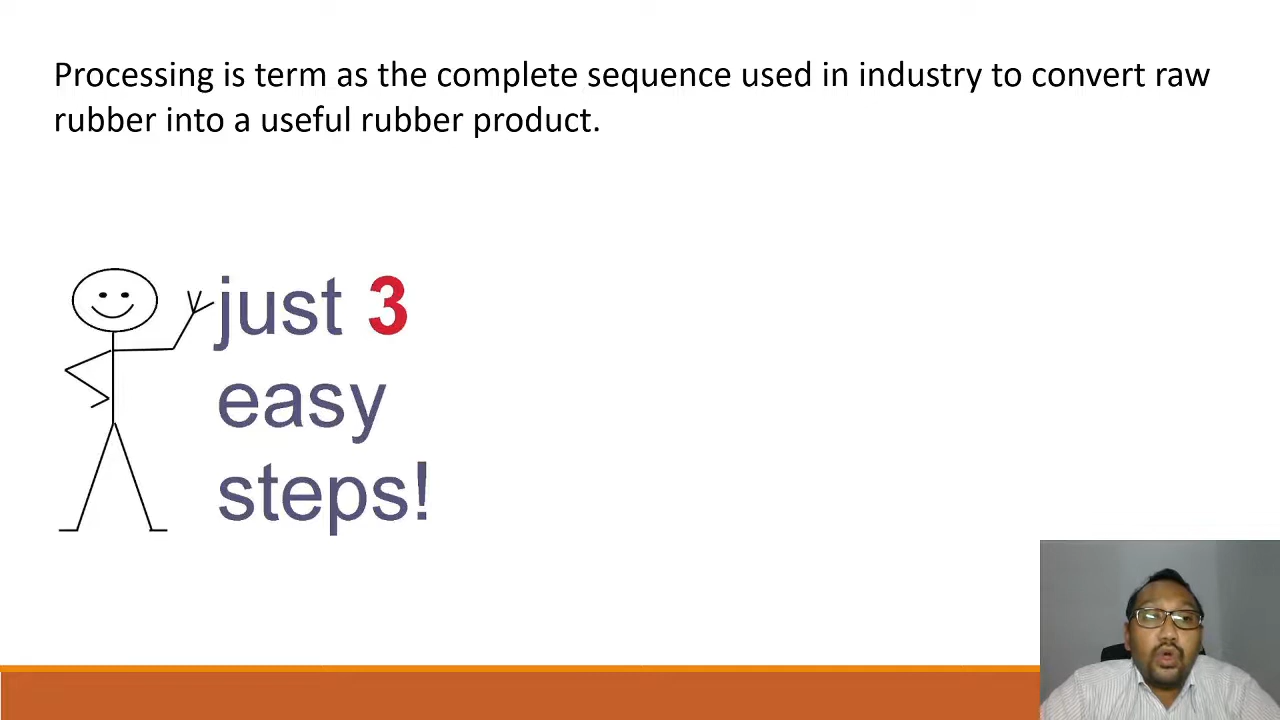 Processing is term as the complete sequence used in industry to convert raw
rubber into a useful rubber product.
just 3
easy
steps!